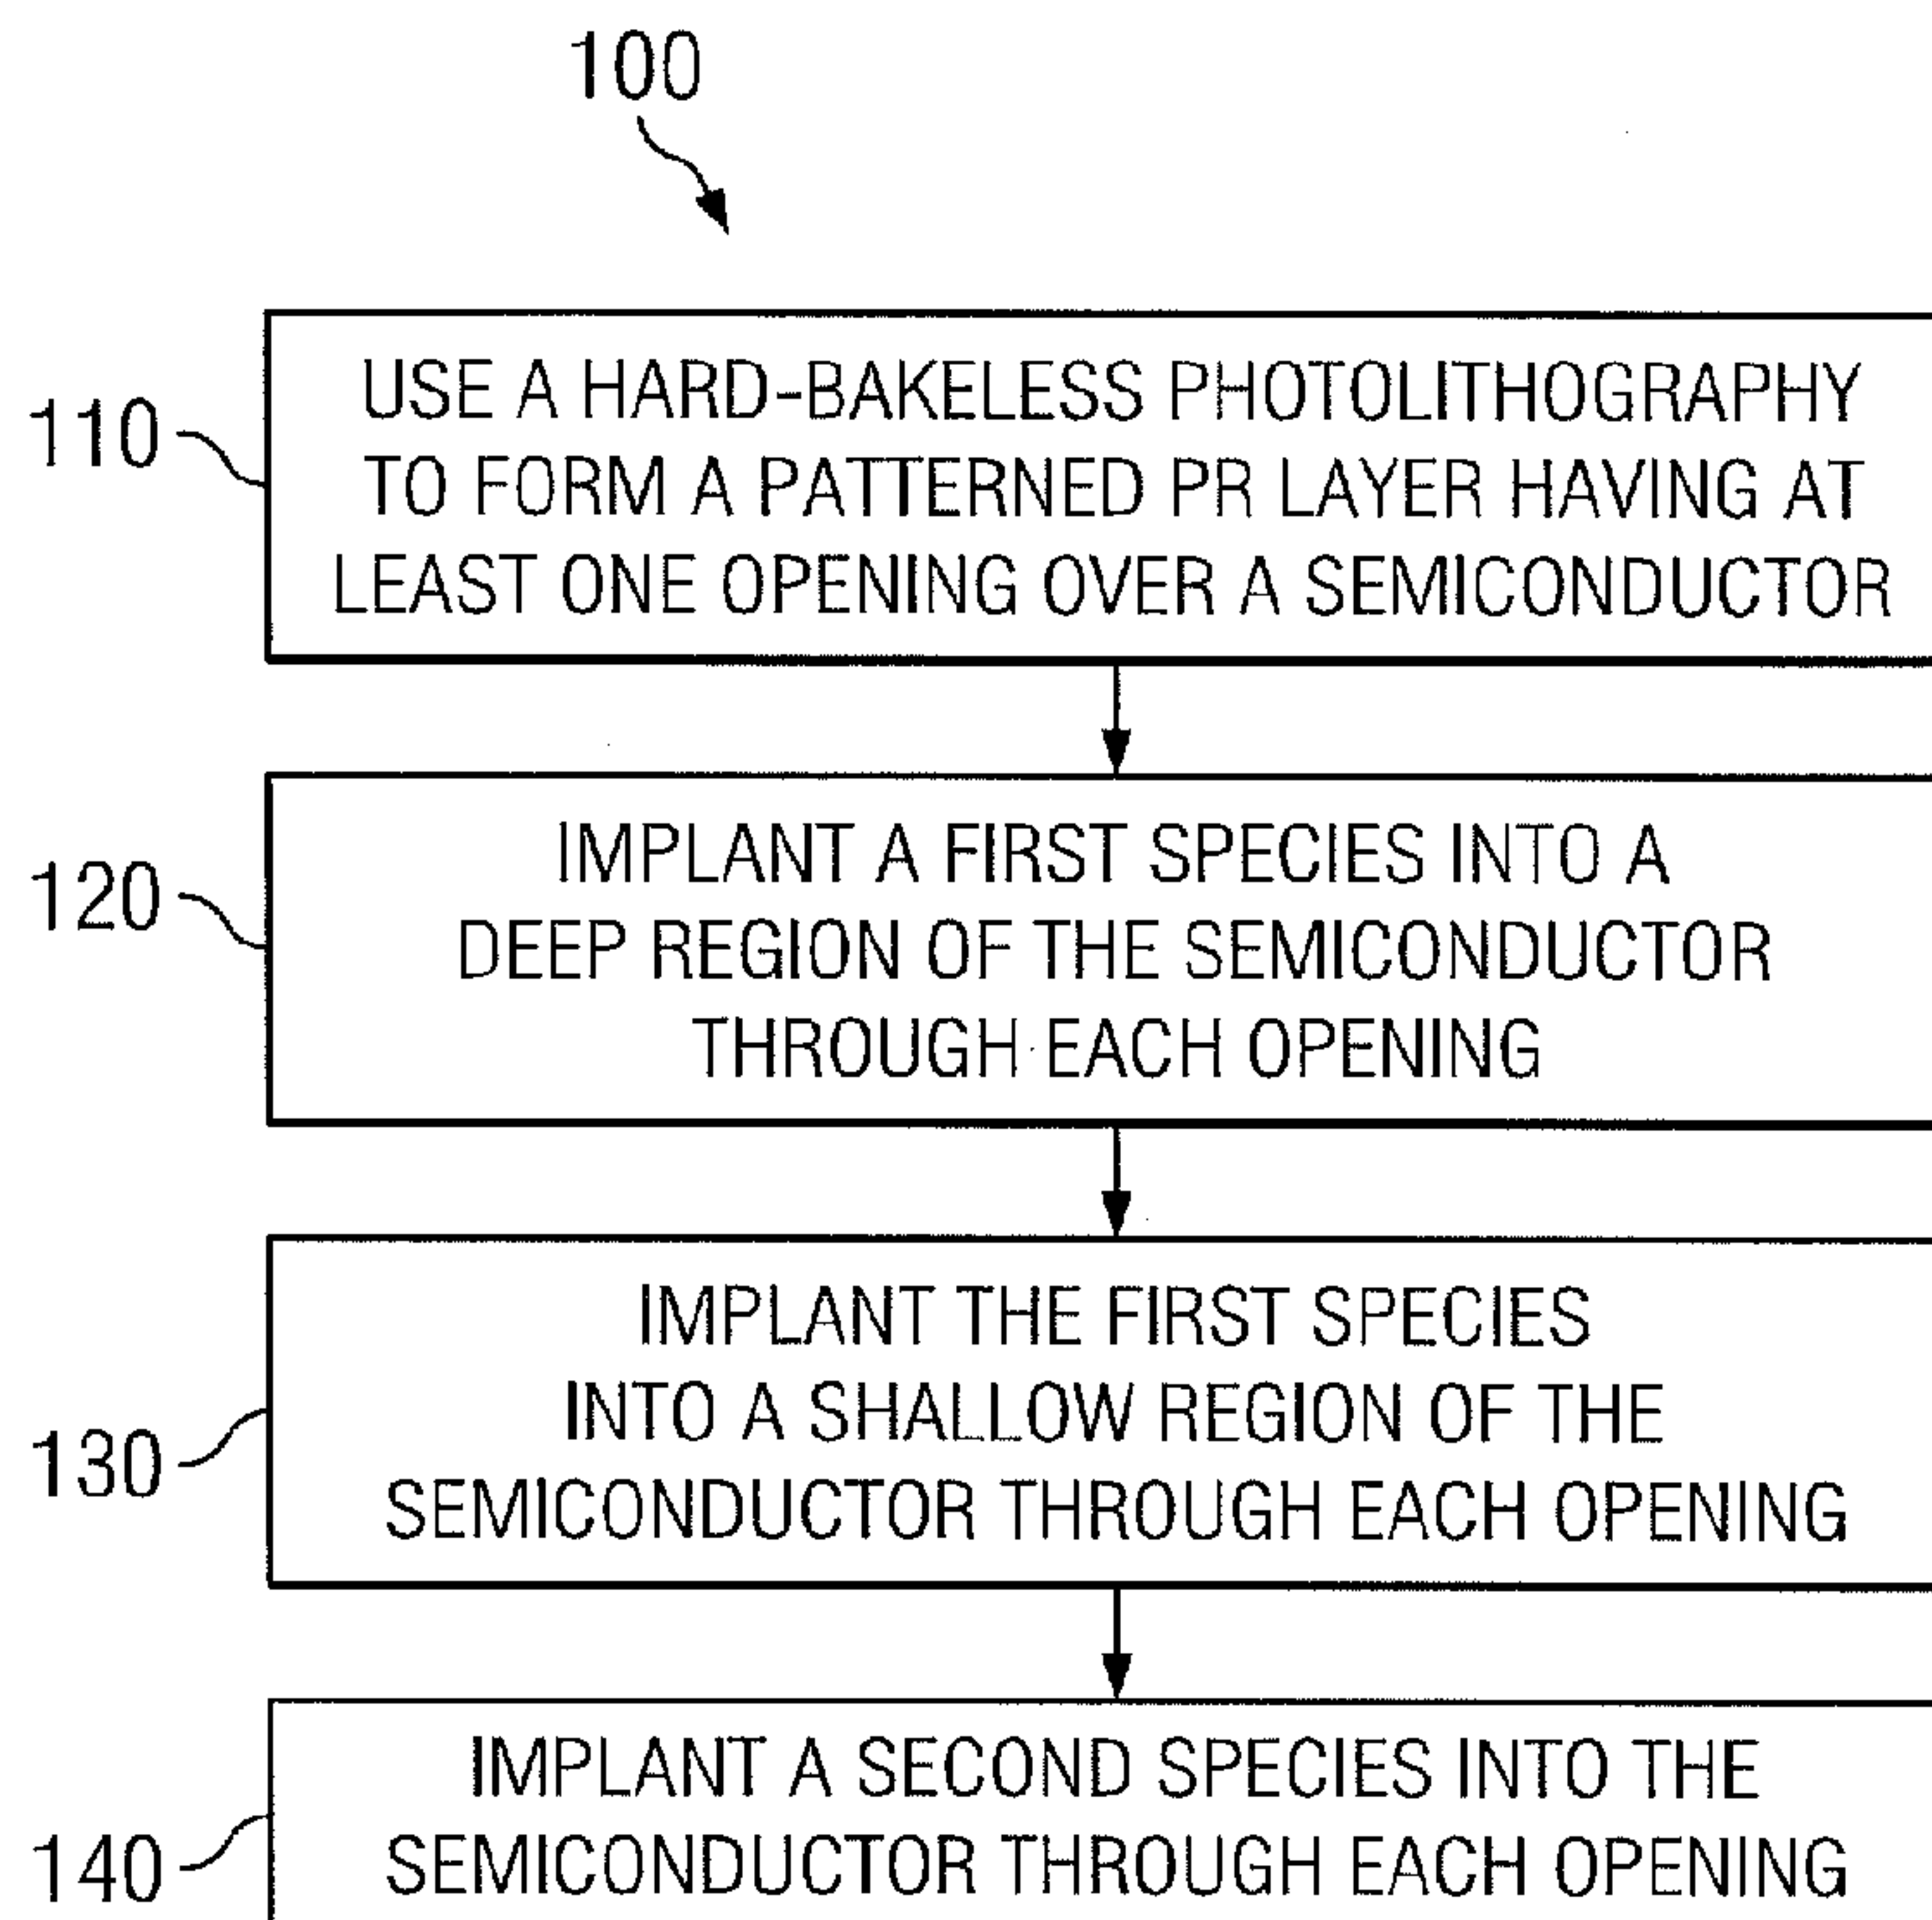 100
110
USE A HARD-BAKELESS PHOTOLITHOGRAPHY
TO FORM A PATTERNED PR LAYER HAVING AT
LEAST ONE OPENING OVER A SEMICONDUCTOR
120
IMPLANT A FIRST SPECIES INTO A
DEEP REGION OF THE SEMICONDUCTOR
THROUGH EACH OPENING
130
IMPLANT THE FIRST SPECIES
INTO A SHALLOW REGION OF THE
SEMICONDUCTOR THROUGH EACH OPENING
140
IMPLANT A SECOND SPECIES INTO THE
SEMICONDUCTOR THROUGH EACH OPENING